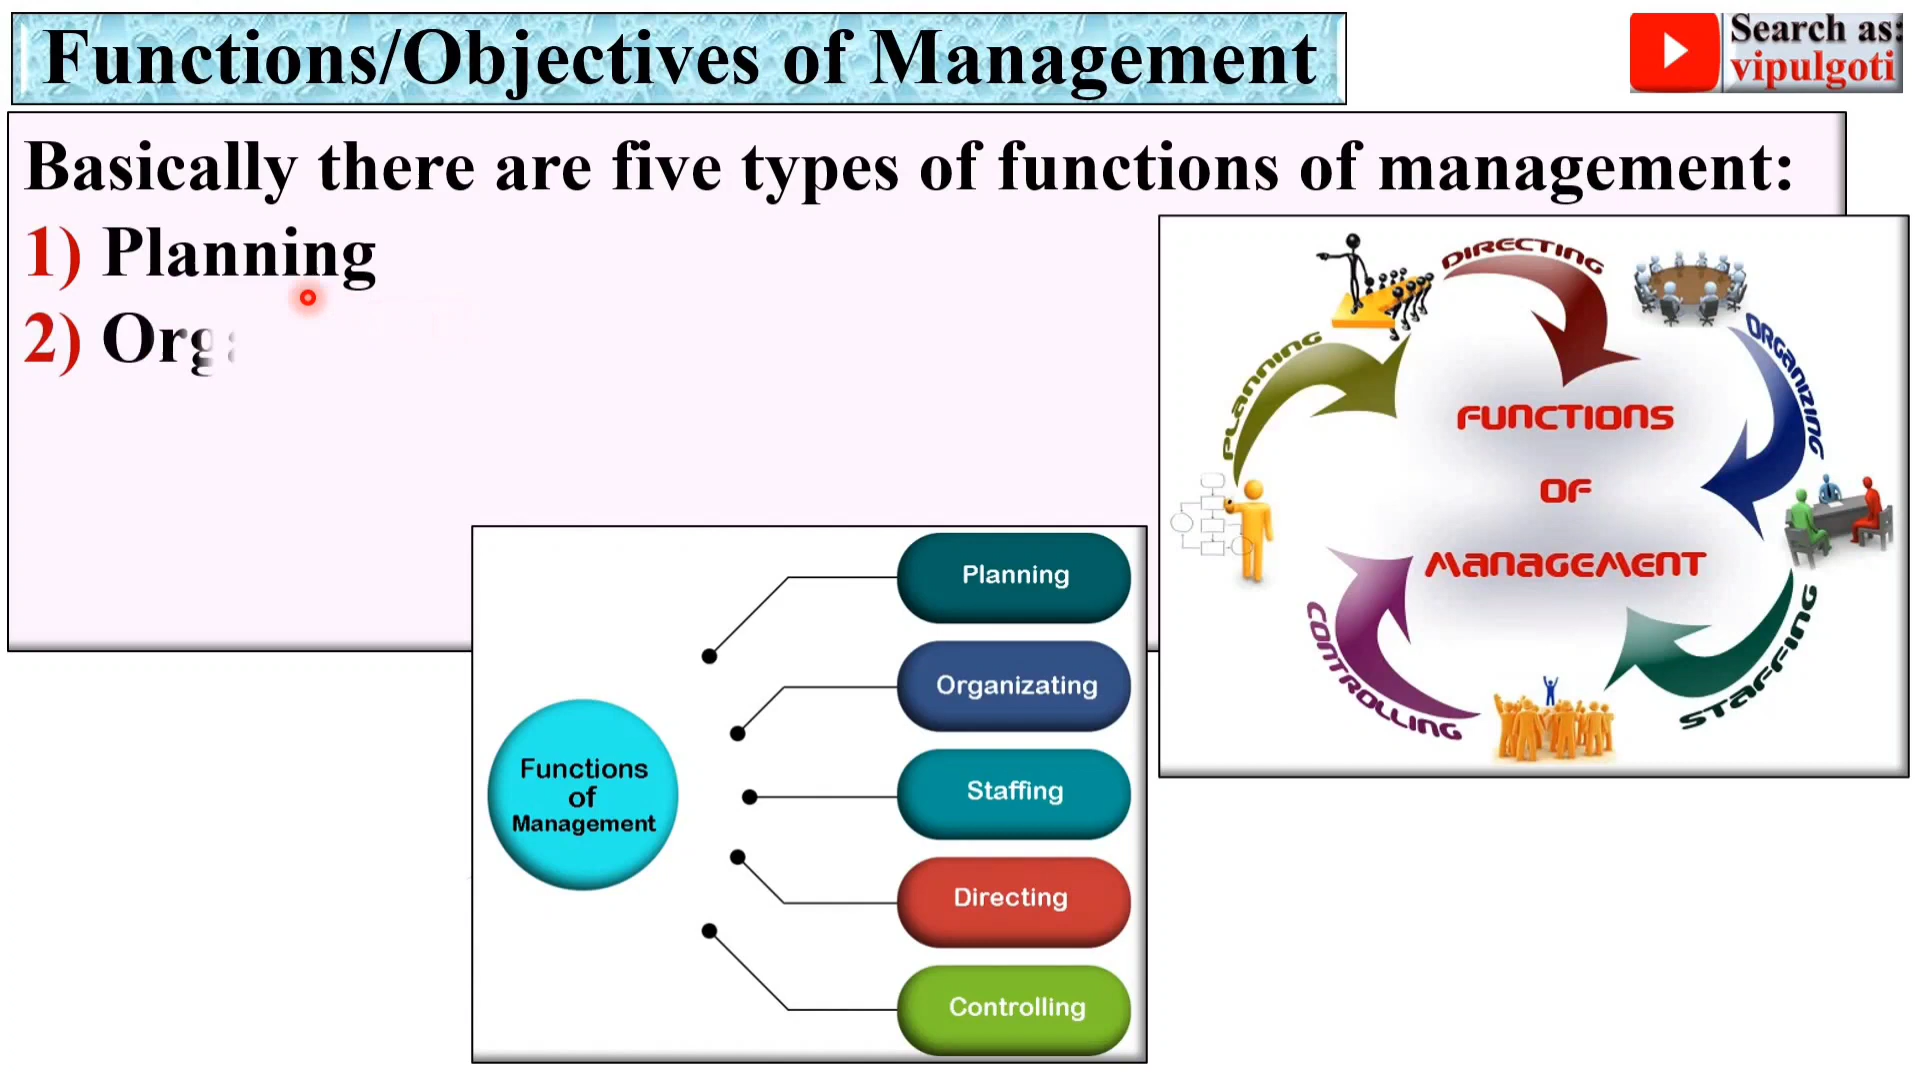 Functions/Objectives of Management
Search as:
vipulgoti
Basically there are five types of functions of management:
1) Planning
2) Org
DIRECTING
ORGANIZING
PLANNING
FUNCTIONS
OF
MANAGEMENT
CONTROLLING
STAFFING
Planning
Organizating
Staffing
Directing
Controlling
Functions
of
Management